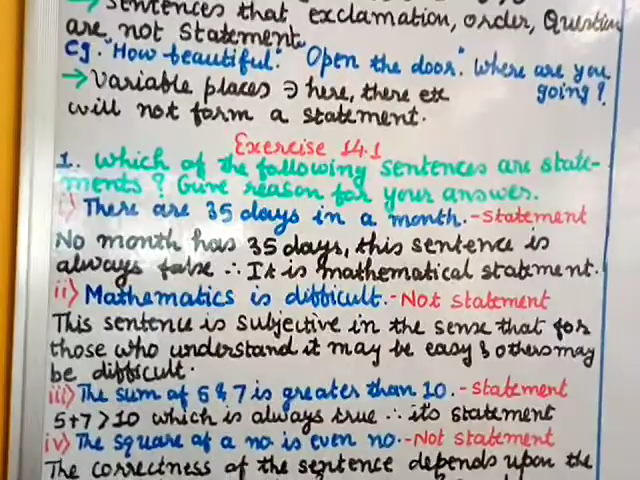 → Sentences that exclamation, order, Question
are not Statement.
Eg. "How beautiful." "Open the door." Where are you
going?
→ Variable places ⇒ here, there etc
will not form a statement.
Exercise 14.1
1. Which of the following sentences are state-
ments? Give reason for your answer.
i) There are 35 days in a month. - Statement
No month has 35 days, this sentence is
always false ∴ It is mathematical statement.
ii) Mathematics is difficult. - Not statement
This sentence is subjective in the sense that for
those who understand it may be easy & others may
be difficult.
iii) The sum of 5 & 7 is greater than 10. - statement
5+7>10 which is always true ∴ its statement
iv) The square of a no is even no. - Not statement
The correctness of the sentence depends upon the